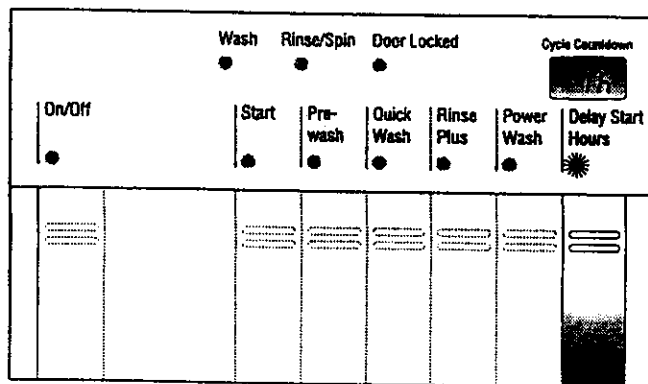 Wash Rinse/Spin Door Locked Cycle Countdown
On/Off Start Pre- Quick Rinse Power Delay Start
wash Wash Plus Wash Hours